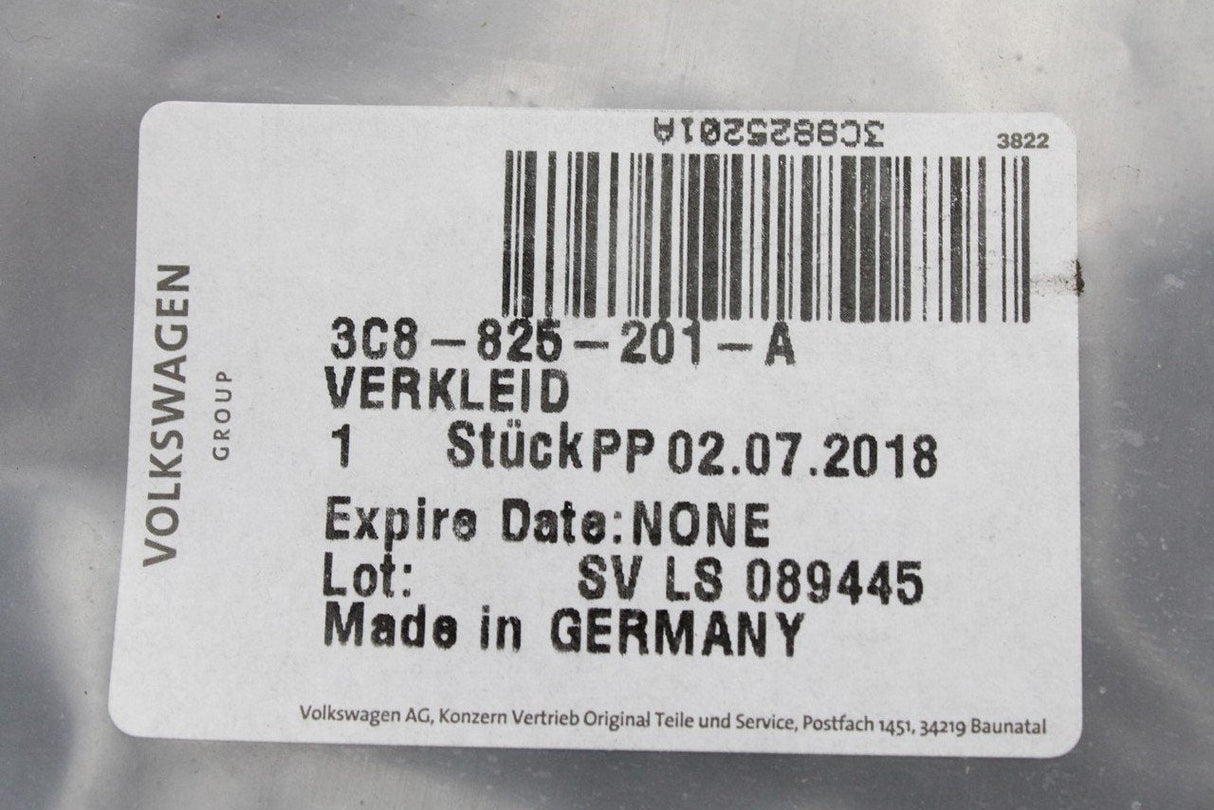 3C8825201A
3822
3C8-825-201-A
VERKLEID
1 Stück PP 02.07.2018
Expire Date: NONE
Lot: SV LS 089445
Made in GERMANY
Volkswagen AG, Konzern Vertrieb Original Teile und Service, Postfach 1451, 34219 Baunatal
VOLKSWAGEN
GROUP